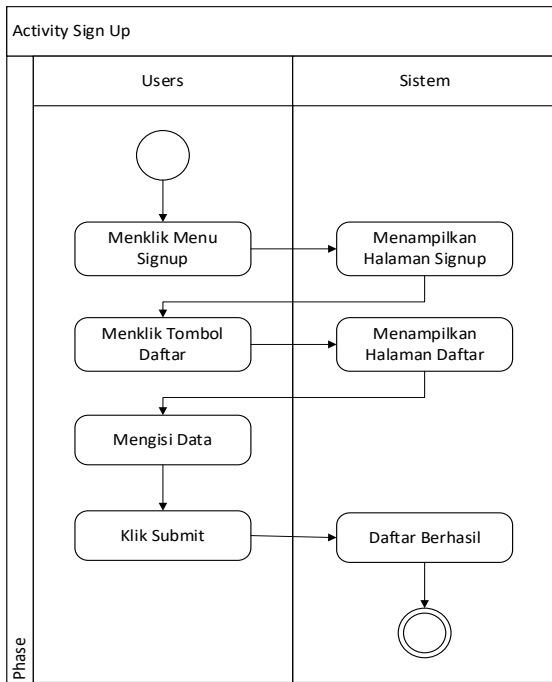 Activity Sign Up
Users
Sistem
Menklik Menu
Signup
Menampilkan
Halaman Signup
Menklik Tombol
Daftar
Menampilkan
Halaman Daftar
Mengisi Data
Klik Submit
Daftar Berhasil
Phase